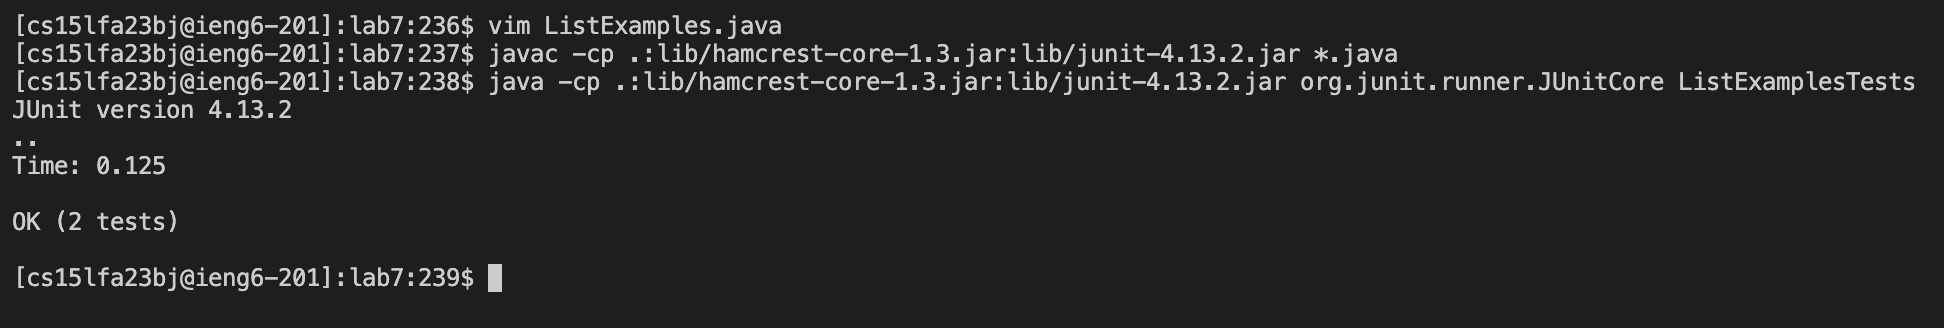 [cs15lfa23bj@ieng6-201]:lab7:236$ vim ListExamples.java
[cs15lfa23bj@ieng6-201]:lab7:237$ javac -cp .:lib/hamcrest-core-1.3.jar:lib/junit-4.13.2.jar *.java
[cs15lfa23bj@ieng6-201]:lab7:238$ java -cp .:lib/hamcrest-core-1.3.jar:lib/junit-4.13.2.jar org.junit.runner.JUnitCore ListExamplesTests
JUnit version 4.13.2
..
Time: 0.125
OK (2 tests)
[cs15lfa23bj@ieng6-201]:lab7:239$